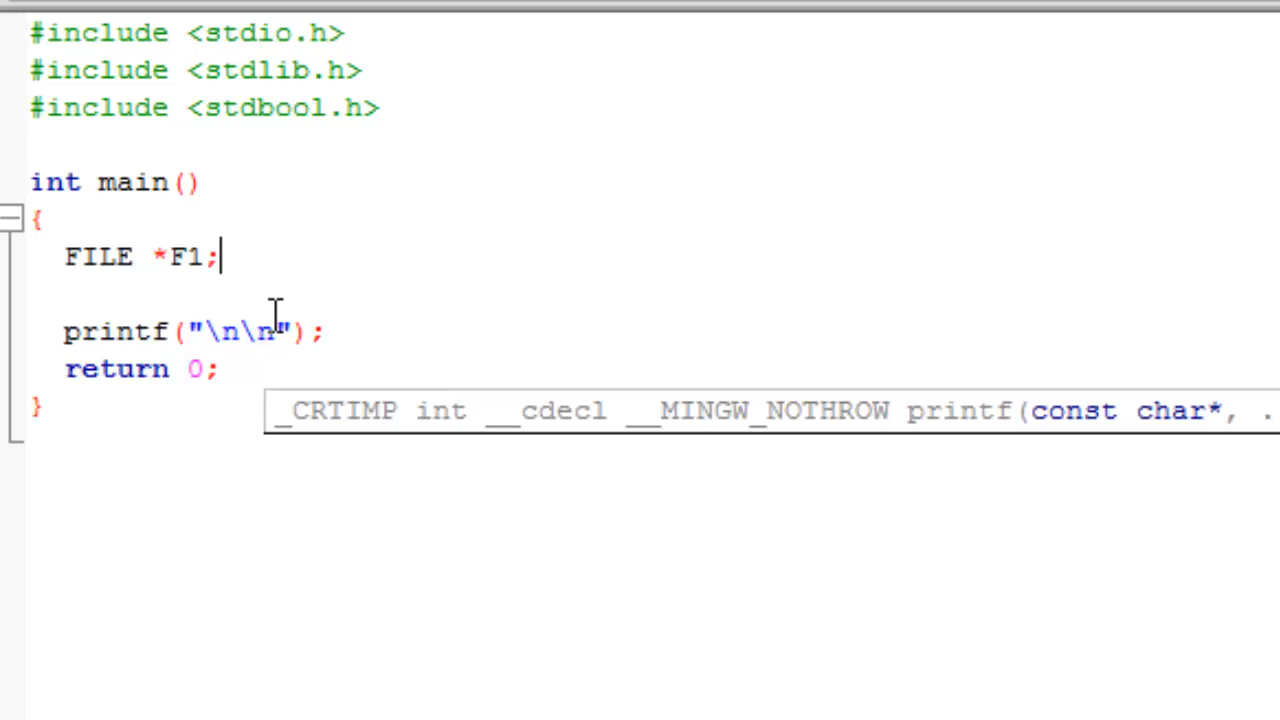 #include <stdio.h>
#include <stdlib.h>
#include <stdbool.h>
int main()
{
FILE *F1;
printf("\n\n");
return 0;
}
_CRTIMP int __cdecl __MINGW_NOTHROW printf(const char*, .